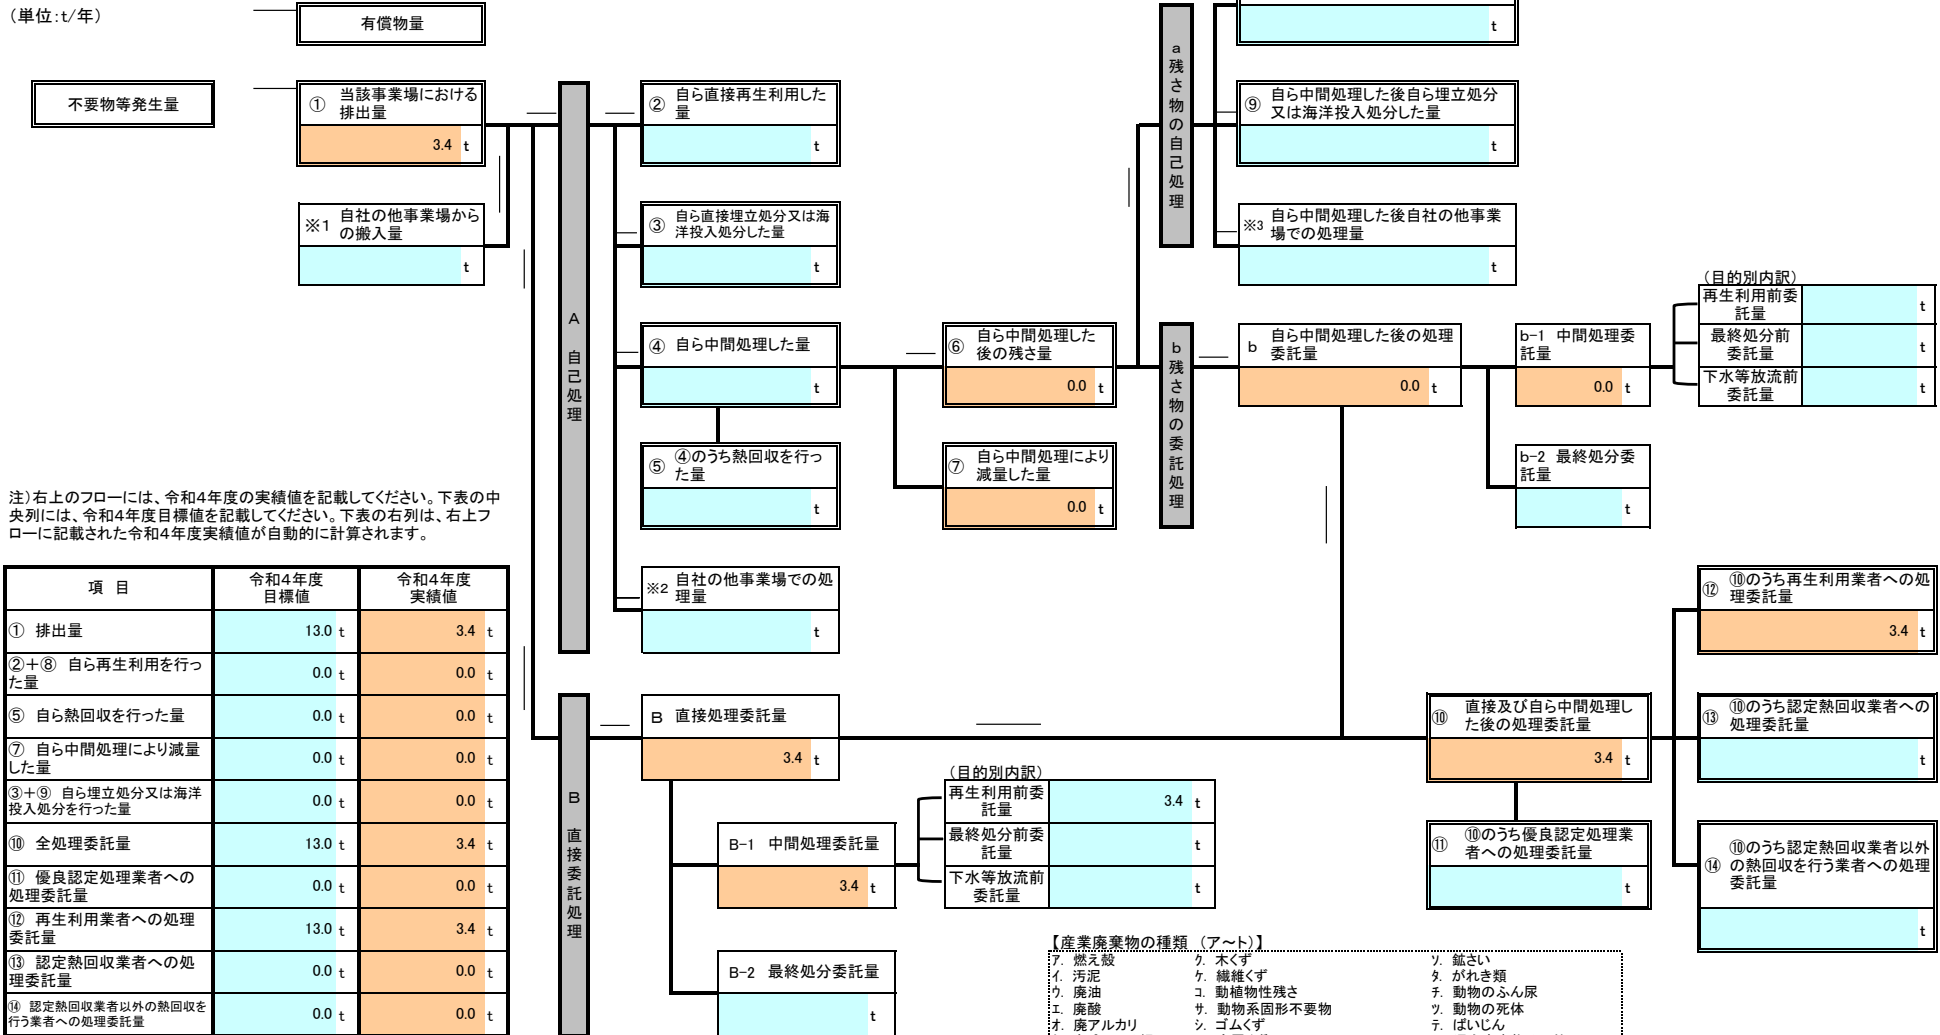 (単位:t/年)
有償物量
t
不要物等発生量
① 当該事業場における
排出量
3.4 t
※1 自社の他事業場から
の搬入量
t
A 自己処理
② 自ら直接再生利用した
量
t
③ 自ら直接埋立処分又は海
洋投入処分した量
t
④ 自ら中間処理した量
t
⑤ ④のうち熱回収を行っ
た量
t
※2 自社の他事業場での処
理量
t
⑥ 自ら中間処理した
後の残さ量
0.0 t
⑦ 自ら中間処理により
減量した量
0.0 t
a 残さ物の自己処理
⑨ 自ら中間処理した後自ら埋立処分
又は海洋投入処分した量
t
※3 自ら中間処理した後自社の他事業
場での処理量
t
b 残さ物の委託処理
b 自ら中間処理した後の処理
委託量
0.0 t
b-1 中間処理委
託量
0.0 t
b-2 最終処分委
託量
t
(目的別内訳)
再生利用前委
託量
t
最終処分前
委託量
t
下水等放流前
委託量
t
注)右上のフローには、令和4年度の実績値を記載してください。下表の中
央列には、令和4年度目標値を記載してください。下表の右列は、右上フ
ローに記載された令和4年度実績値が自動的に計算されます。
項 目
令和4年度
目標値
令和4年度
実績値
① 排出量 13.0 t 3.4 t
②+⑧ 自ら再生利用を行っ
た量 0.0 t 0.0 t
⑤ 自ら熱回収を行った量 0.0 t 0.0 t
⑦ 自ら中間処理により減量
した量 0.0 t 0.0 t
③+⑨ 自ら埋立処分又は海洋
投入処分を行った量 0.0 t 0.0 t
⑩ 全処理委託量 13.0 t 3.4 t
⑪ 優良認定処理業者への
処理委託量 0.0 t 0.0 t
⑫ 再生利用業者への処理
委託量 13.0 t 3.4 t
⑬ 認定熱回収業者への処
理委託量 0.0 t 0.0 t
⑭ 認定熱回収業者以外の熱回収を
行う業者への処理委託量 0.0 t 0.0 t
B 直接委託処理
B 直接処理委託量
3.4 t
B-1 中間処理委託量
3.4 t
B-2 最終処分委託量
t
(目的別内訳)
再生利用前委
託量
3.4 t
最終処分前委
託量
t
下水等放流前
委託量
t
⑩ 直接及び自ら中間処理し
た後の処理委託量
3.4 t
⑪ ⑩のうち優良認定処理業
者への処理委託量
t
⑫ ⑩のうち再生利用業者への処
理委託量
3.4 t
⑬ ⑩のうち認定熱回収業者への
処理委託量
t
⑭ ⑩のうち認定熱回収業者以外
の熱回収を行う業者への処理
委託量
t
【産業廃棄物の種類 (ア~ト)】
ア. 燃え殻 ク. 木くず ソ. 鉱さい
イ. 汚泥 ケ. 繊維くず タ. がれき類
ウ. 廃油 コ. 動植物性残さ チ. 動物のふん尿
エ. 廃酸 サ. 動物系固形不要物 ツ. 動物の死体
オ. 廃アルカリ シ. ゴムくず テ. ばいじん